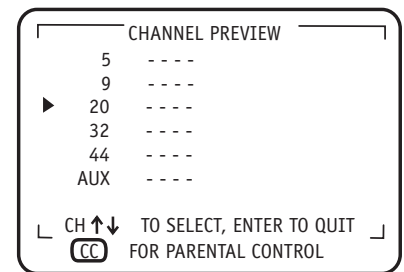 CHANNEL PREVIEW
5 - - - -
9 - - - -
20 - - - -
32 - - - -
44 - - - -
AUX - - - -
CH ↑↓ TO SELECT, ENTER TO QUIT
CC FOR PARENTAL CONTROL